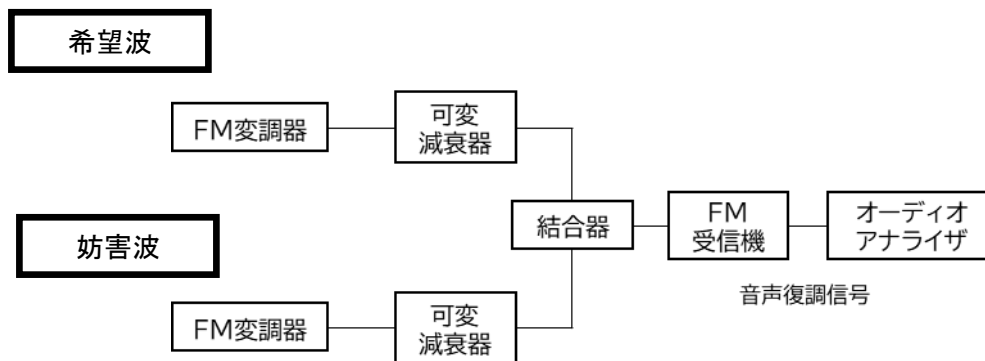 希望波
FM変調器
可変
減衰器
結合器
FM
受信機
オーディオ
アナライザ
音声復調信号
妨害波
FM変調器
可変
減衰器